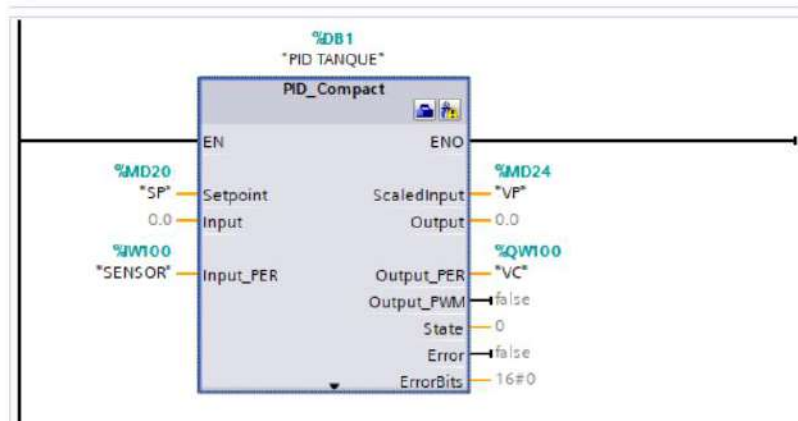 %DB1
"PID TANQUE"
PID_Compact
EN ENO
%MD20 %MD24
"SP" Setpoint ScaledInput "VP"
0.0 Input Output 0.0
%IW100 %QW100
"SENSOR" Input_PER Output_PER "VC"
Output_PWM false
State 0
Error false
ErrorBits 16#0